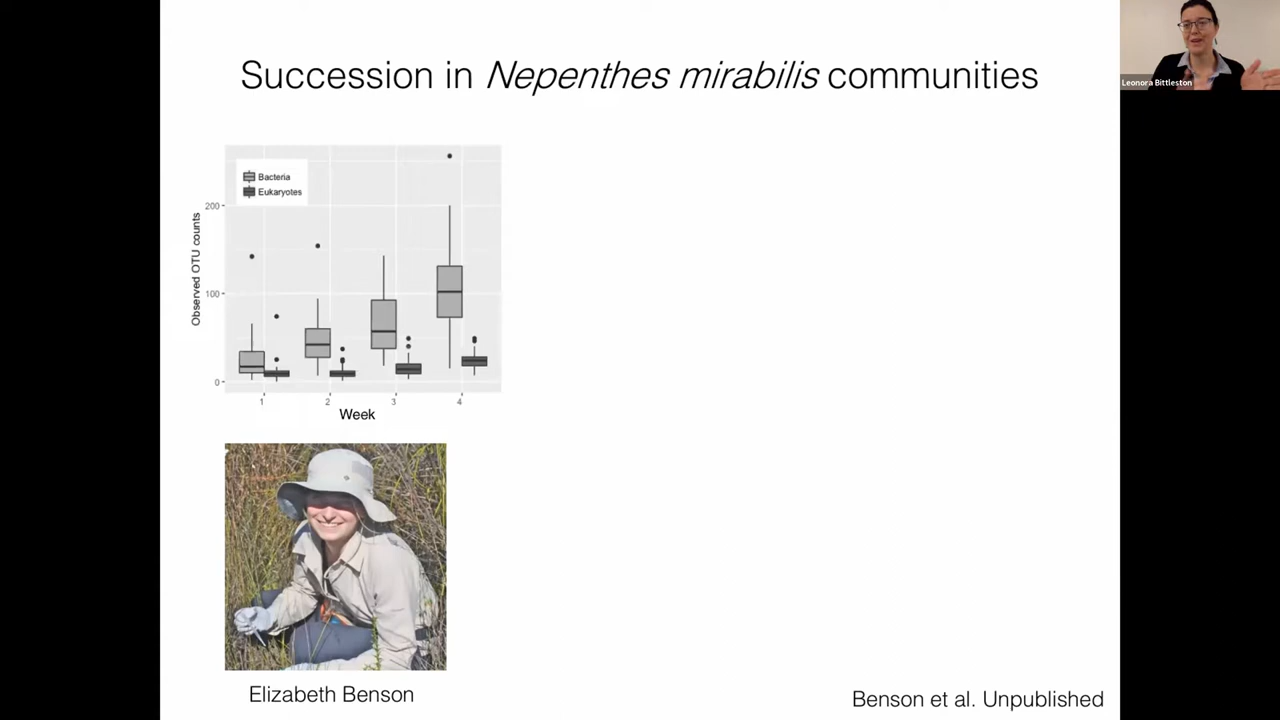 Succession in Nepenthes mirabilis communities
Leonora Bittleston
Bacteria
Eukaryotes
Observed OTU counts
200
100
0
1 2 3 4
Week
Elizabeth Benson
Benson et al. Unpublished